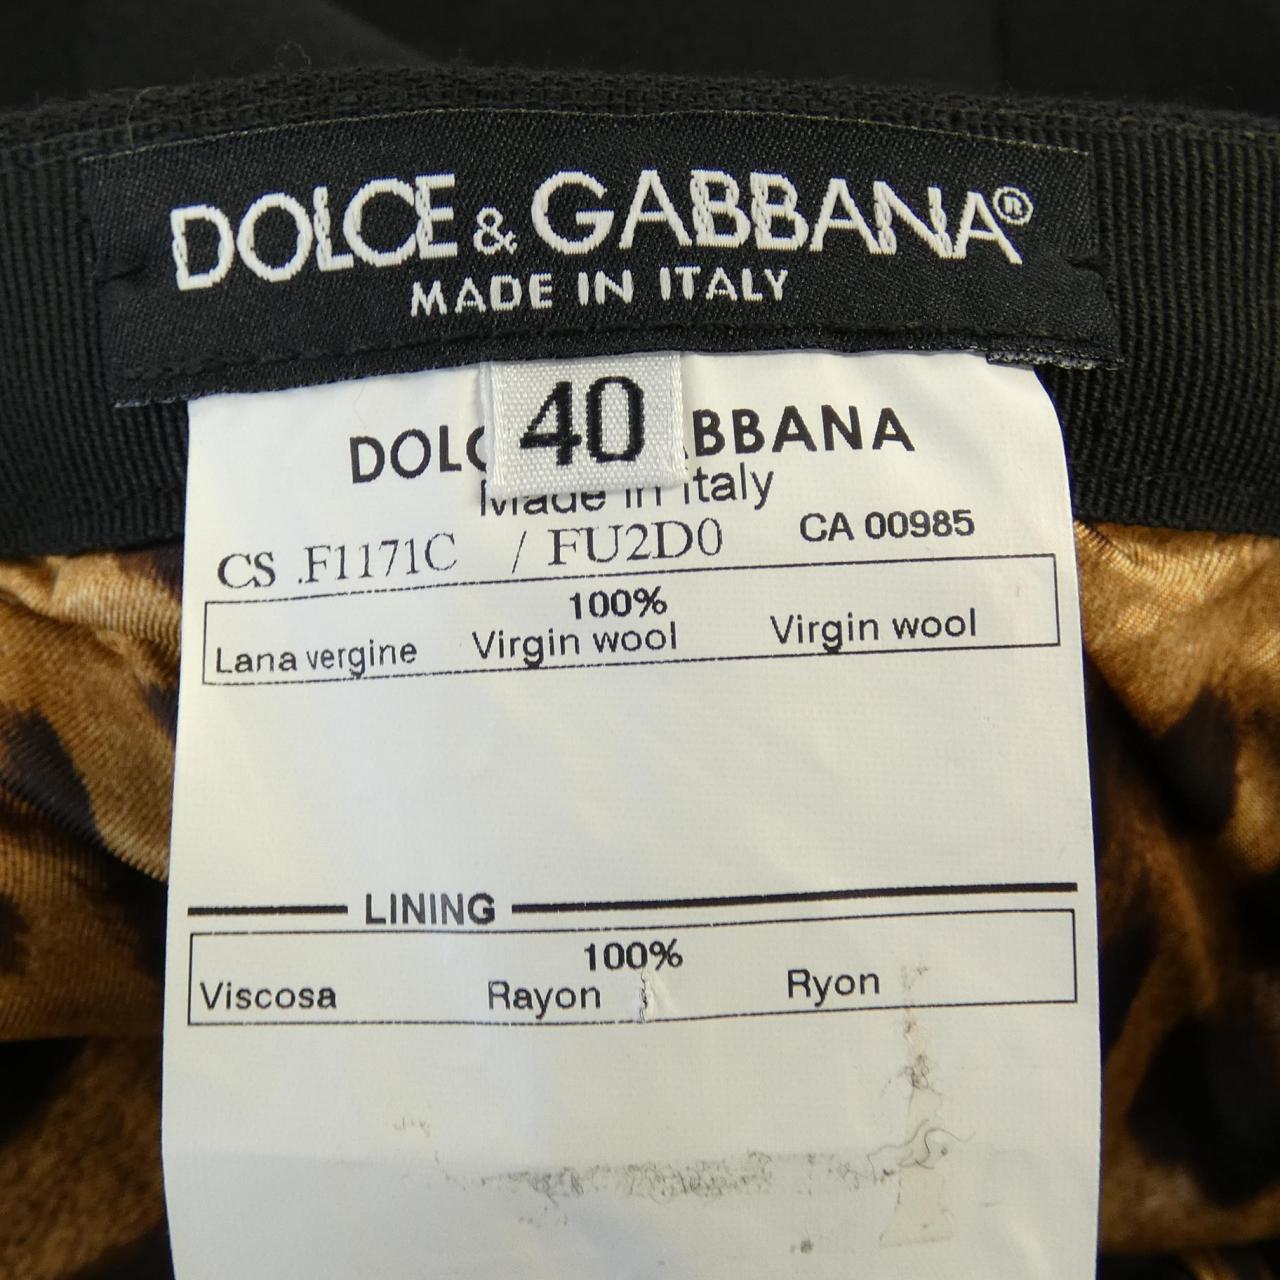 DOLCE & GABBANA®
MADE IN ITALY
40
DOLC BBANA
Made in Italy
CS .F1171C / FU2D0 CA 00985
100%
Lana vergine Virgin wool Virgin wool
LINING
100%
Viscosa Rayon Ryon